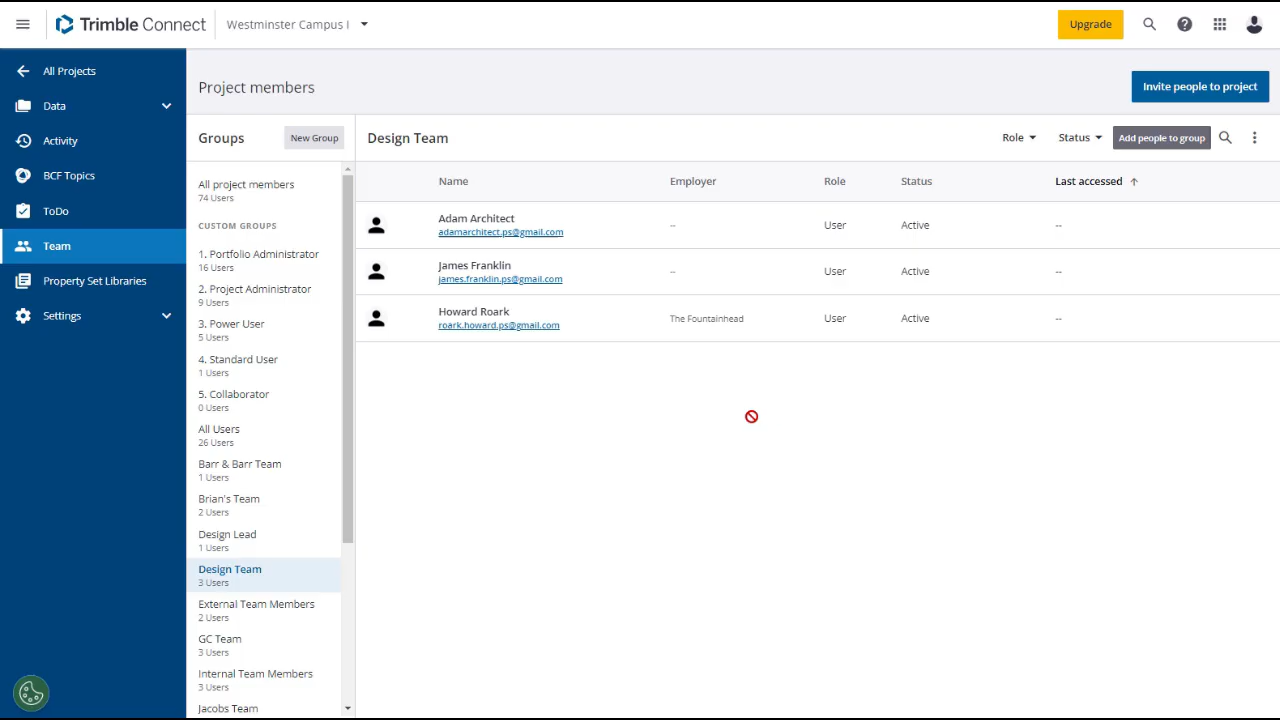 Trimble Connect
Westminster Campus I
Upgrade
All Projects
Data
Activity
BCF Topics
ToDo
Team
Property Set Libraries
Settings
Project members
Invite people to project
Groups
New Group
All project members
74 Users
CUSTOM GROUPS
1. Portfolio Administrator
16 Users
2. Project Administrator
9 Users
3. Power User
5 Users
4. Standard User
1 Users
5. Collaborator
0 Users
All Users
26 Users
Barr & Barr Team
1 Users
Brian's Team
2 Users
Design Lead
1 Users
Design Team
3 Users
External Team Members
2 Users
GC Team
3 Users
Internal Team Members
3 Users
Jacobs Team
Design Team
Role
Status
Add people to group
Name Employer Role Status Last accessed
Adam Architect
adamarchitect.ps@gmail.com
-- User Active --
James Franklin
james.franklin.ps@gmail.com
-- User Active --
Howard Roark
roark.howard.ps@gmail.com
The Fountainhead User Active --